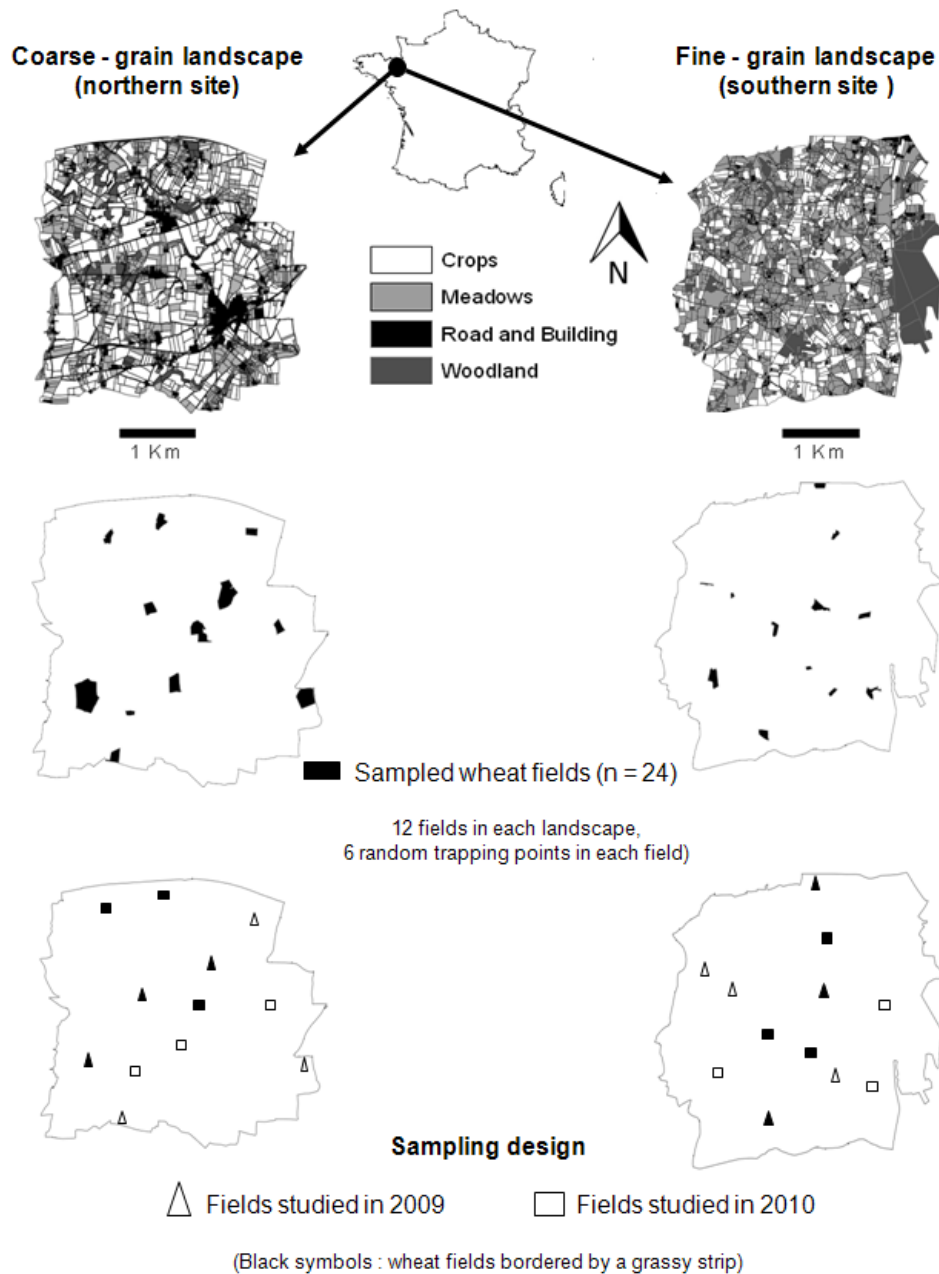 Coarse - grain landscape
(northern site)
Fine - grain landscape
(southern site )
N
Crops
Meadows
Road and Building
Woodland
1 Km
1 Km
Sampled wheat fields (n = 24)
12 fields in each landscape,
6 random trapping points in each field)
Sampling design
Fields studied in 2009
Fields studied in 2010
(Black symbols : wheat fields bordered by a grassy strip)